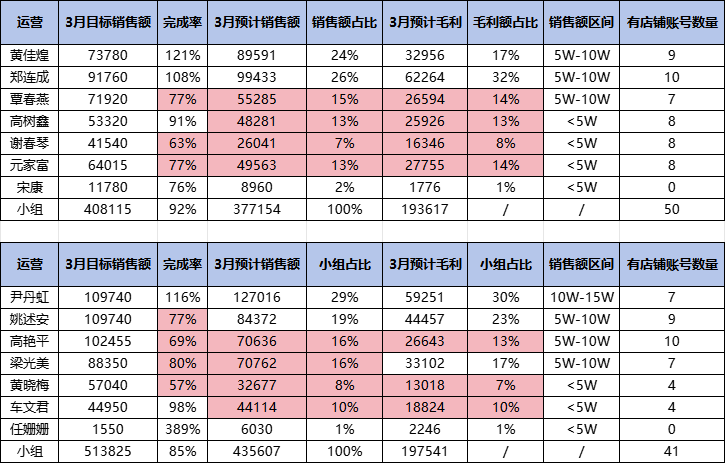 运营 3月目标销售额 完成率 3月预计销售额 销售额占比 3月预计毛利 毛利额占比 销售额区间 有店铺账号数量
黄佳煌 73780 121% 89591 24% 32956 17% 5W-10W 9
郑连成 91760 108% 99433 26% 62264 32% 5W-10W 10
覃春燕 71920 77% 55285 15% 26594 14% 5W-10W 7
高树鑫 53320 91% 48281 13% 25926 13% <5W 8
谢春琴 41540 63% 26041 7% 16346 8% <5W 8
元家富 64015 77% 49563 13% 27755 14% <5W 8
宋康 11780 76% 8960 2% 1776 1% <5W 0
小组 408115 92% 377154 100% 193617 / / 50
运营 3月目标销售额 完成率 3月预计销售额 小组占比 3月预计毛利 小组占比 销售额区间 有店铺账号数量
尹丹虹 109740 116% 127016 29% 59251 30% 10W-15W 7
姚述安 109740 77% 84372 19% 44457 23% 5W-10W 9
高艳平 102455 69% 70636 16% 26643 13% 5W-10W 10
梁光美 88350 80% 70762 16% 33102 17% 5W-10W 7
黄晓梅 57040 57% 32677 8% 13018 7% <5W 4
车文君 44950 98% 44114 10% 18824 10% <5W 4
任姗姗 1550 389% 6030 1% 2246 1% <5W 0
小组 513825 85% 435607 100% 197541 / / 41